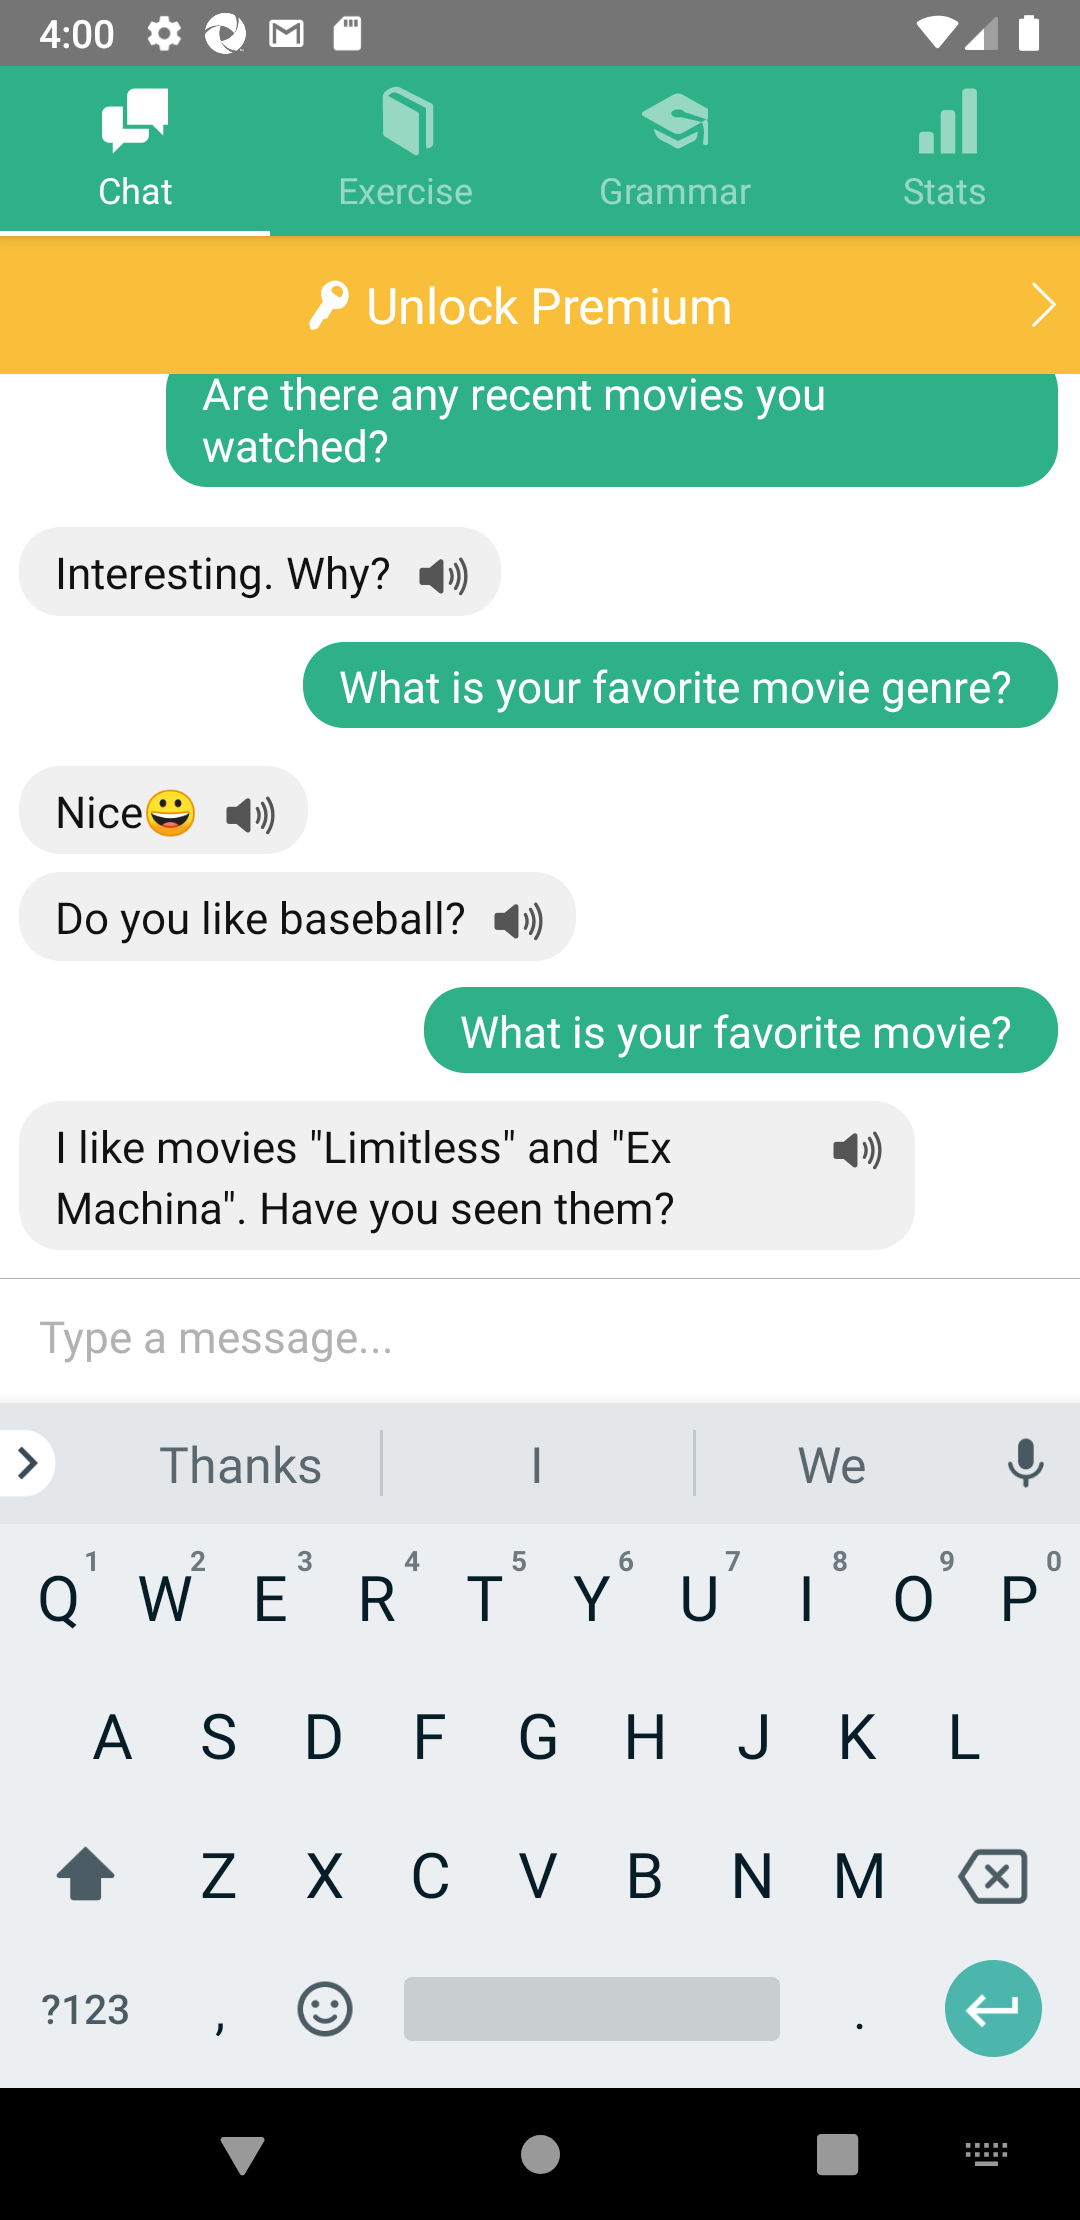 4:00
Chat
Exercise
Grammar
Stats
Unlock Premium
Are there any recent movies you
watched?
Interesting. Why?
What is your favorite movie genre?
Nice😀
Do you like baseball?
What is your favorite movie?
I like movies "Limitless" and "Ex
Machina". Have you seen them?
Type a message...
Thanks I We
Q 1 W 2 E 3 R 4 T 5 Y 6 U 7 I 8 O 9 P 0
A S D F G H J K L
Z X C V B N M
?123 , .